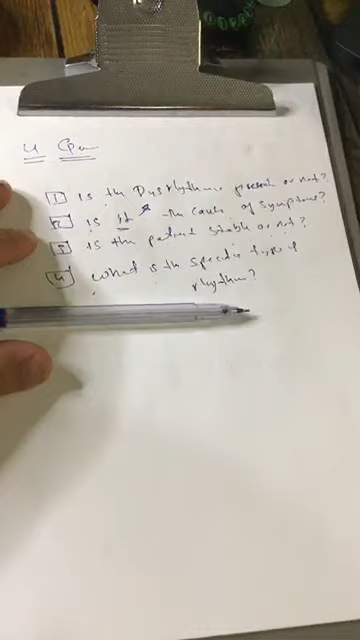 4 Qu
1 Is the Dysrhythmia present or not?
2 Is it the cause of symptoms?
3 Is the patient stable or not?
4 What is the specific type of
rhythm?